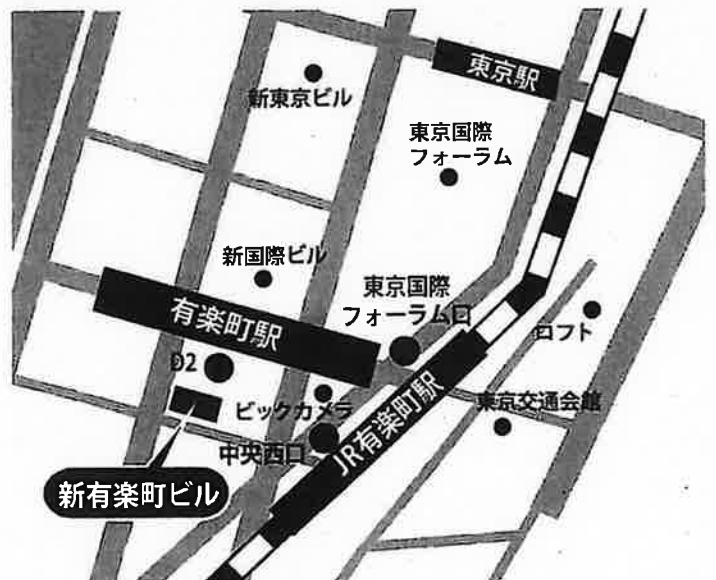 東京駅
新東京ビル
東京国際
フォーラム
新国際ビル
東京国際
フォーラム口
有楽町駅
ロフト
D2
ビックカメラ
JR有楽町駅
東京交通会館
中央西口
新有楽町ビル